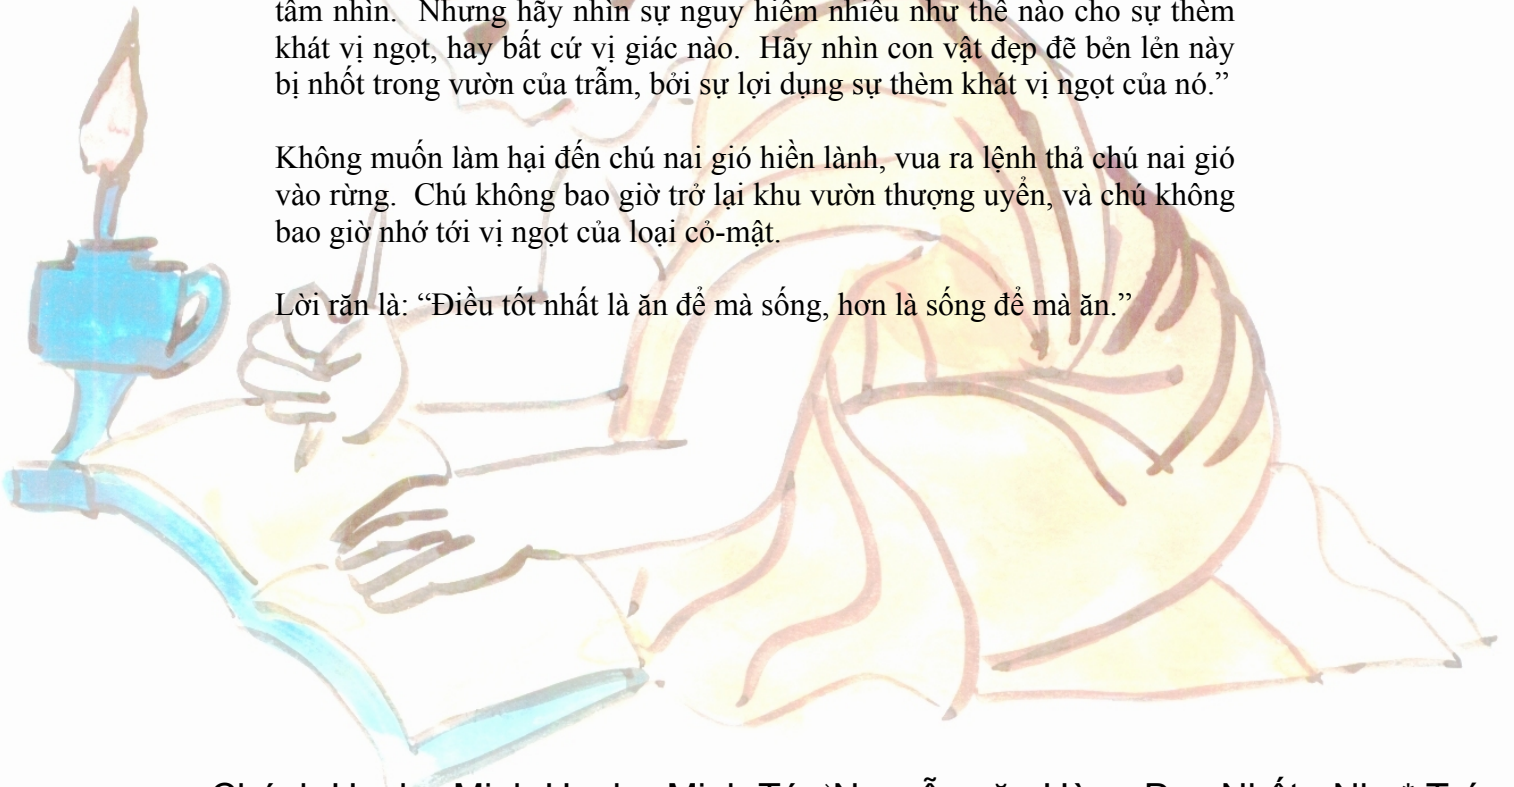 tầm nhìn. Nhưng hãy nhìn sự nguy hiểm nhiều như thế nào cho sự thèm
khát vị ngọt, hay bất cứ vị giác nào. Hãy nhìn con vật đẹp đẽ bẻn lẻn này
bị nhốt trong vườn của trẫm, bởi sự lợi dụng sự thèm khát vị ngọt của nó.”
Không muốn làm hại đến chú nai gió hiền lành, vua ra lệnh thả chú nai gió
vào rừng. Chú không bao giờ trở lại khu vườn thượng uyển, và chú không
bao giờ nhớ tới vị ngọt của loại cỏ-mật.
Lời răn là: “Điều tốt nhất là ăn để mà sống, hơn là sống để mà ăn.”